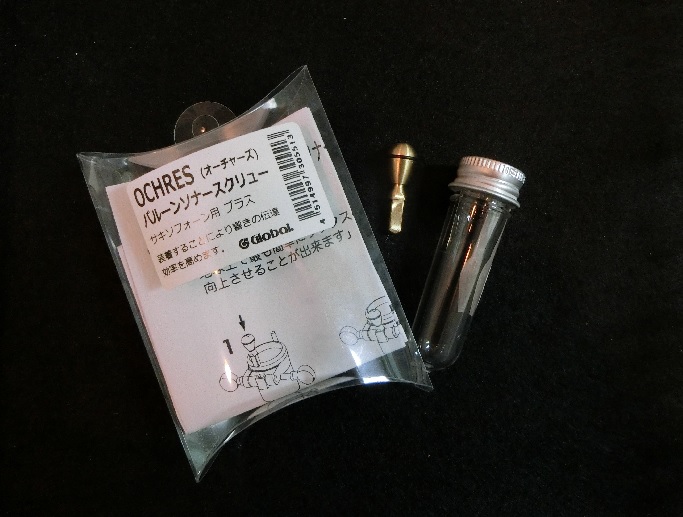 OCHRES (オーチャーズ)
バルーンソナースクリュー
サキソフォーン用 ブラス
装着することにより響きの伝達
効率を高めます。
Global
4 514997 305513
向上させることが出来ます」
1